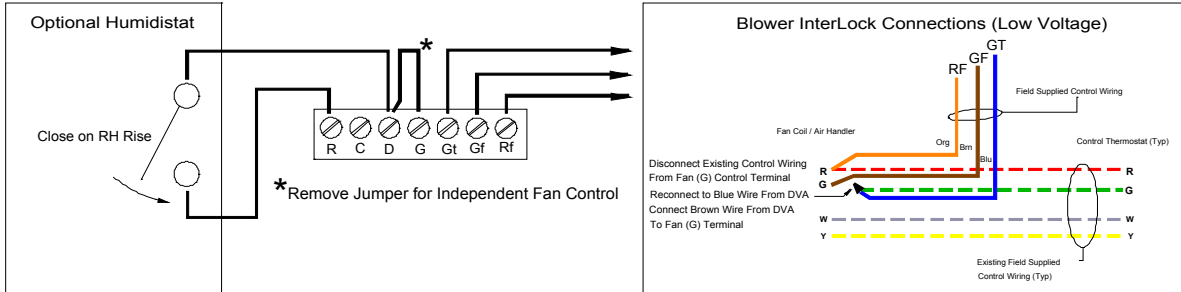 Optional Humidistat
Close on RH Rise
*
R C D G Gt Gf Rf
*Remove Jumper for Independent Fan Control
Blower InterLock Connections (Low Voltage)
GT
GF
RF
Field Supplied Control Wiring
Fan Coil / Air Handler
Control Thermostat (Typ)
Org
Brn
Blu
Disconnect Existing Control Wiring
From Fan (G) Control Terminal
Reconnect to Blue Wire From DVA
Connect Brown Wire From DVA
To Fan (G) Terminal
R R
G G
W W
Y Y
Existing Field Supplied
Control Wiring (Typ)